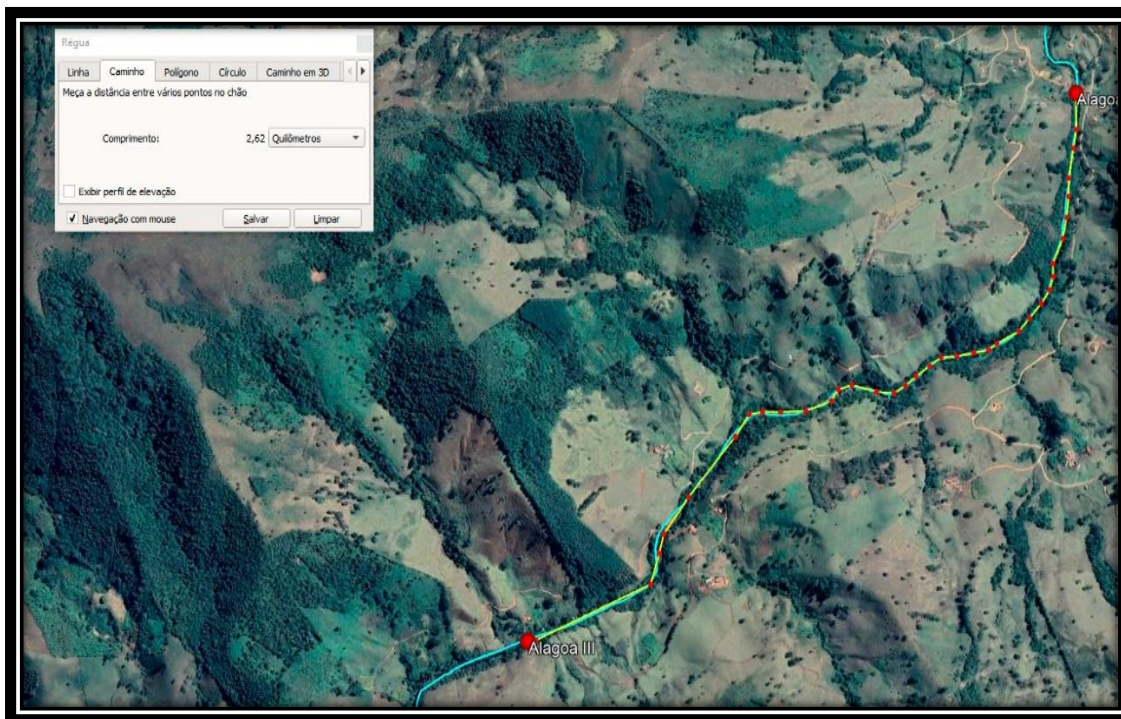 Régua
Linha Caminho Polígono Círculo Caminho em 3D
Meça a distância entre vários pontos no chão
Comprimento: 2,62 Quilômetros
Exibir perfil de elevação
Navegação com mouse Salvar Limpar
Alagoa
Alagoa III